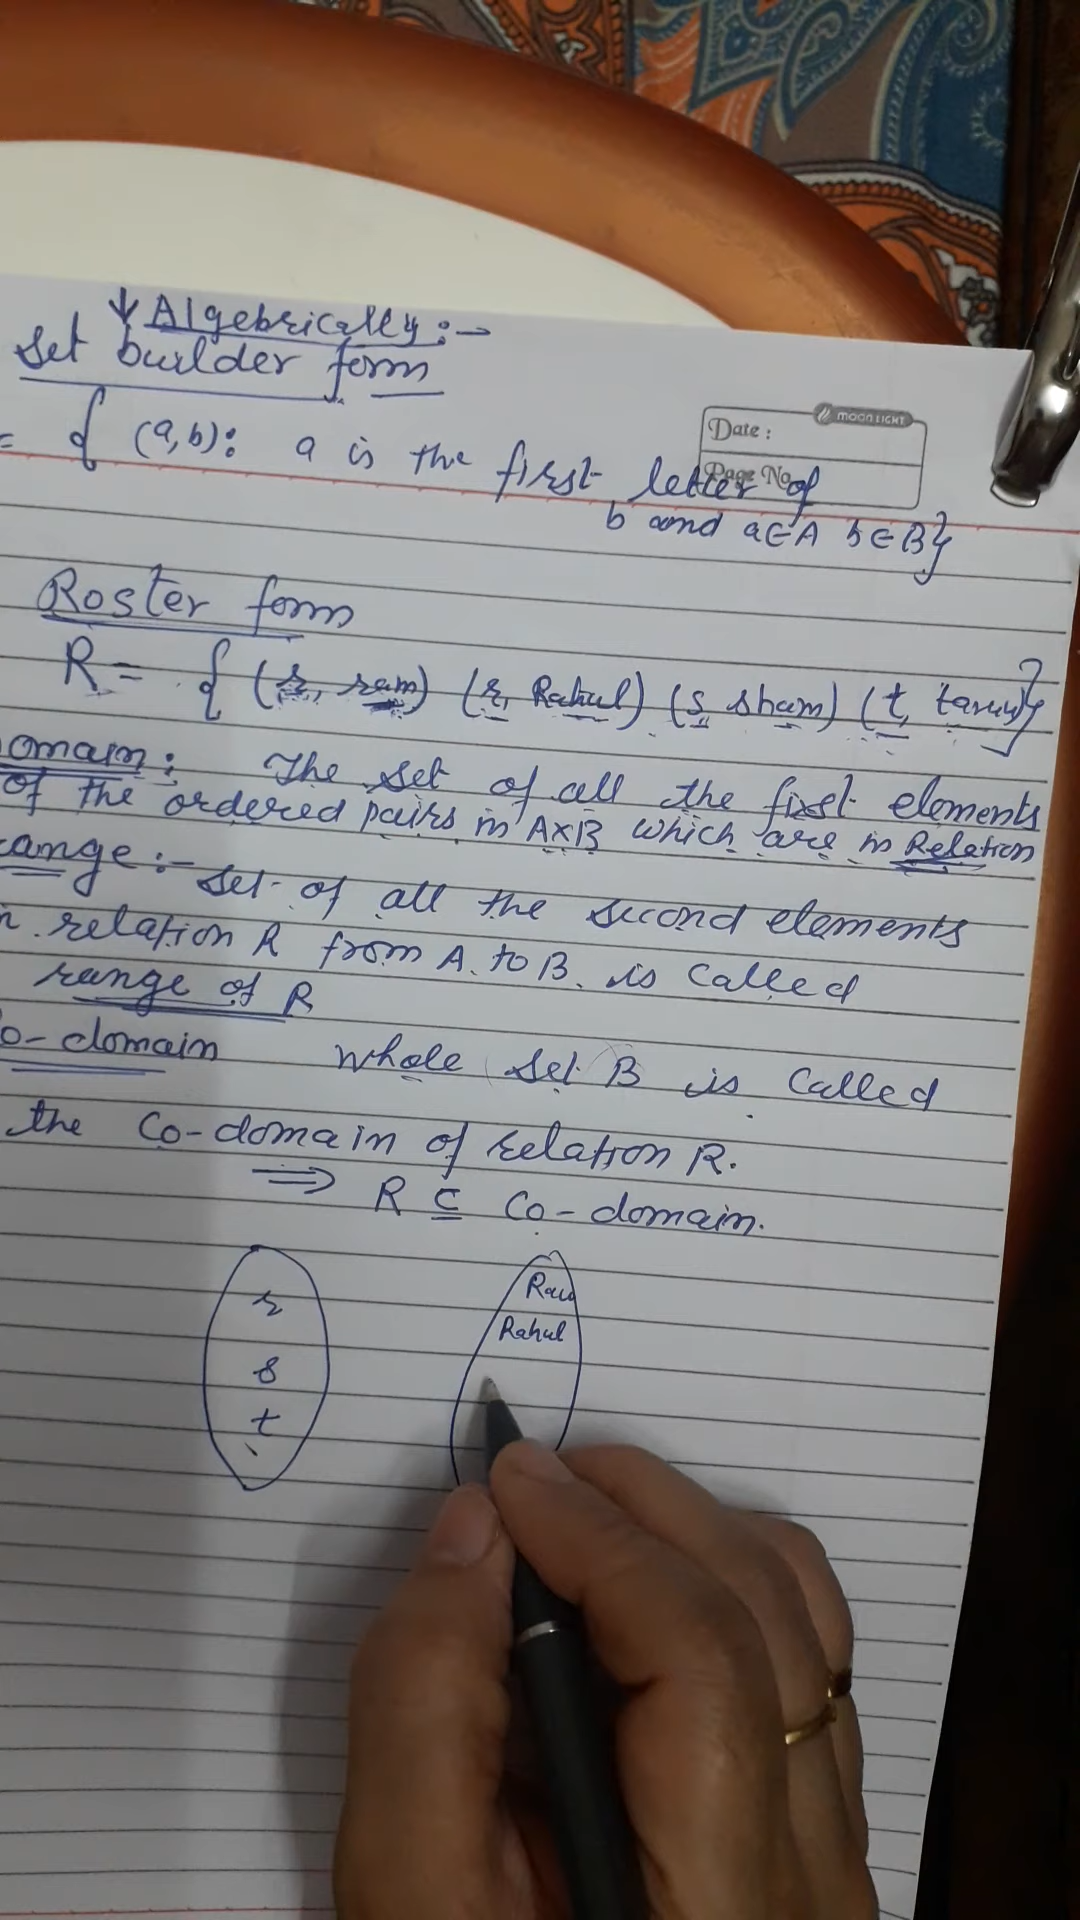 ↓ Algebrically:-
Set builder form
MOONLIGHT
Date :
Page No.
= { (a,b): a is the first letter of
b and a∈A b∈B}
Roster form
R = { (r, ram) (r, Rahul) (s sham) (t, tarun)}
omain: The set of all the first elements
of the ordered pairs in A×B which are in Relation
ange:- set of all the second elements
n relation R from A to B is called
range of R
o-domain whole set B is called
the Co-domain of relation R.
⇒ R ⊆ Co-domain.
r
Rahul
s
t